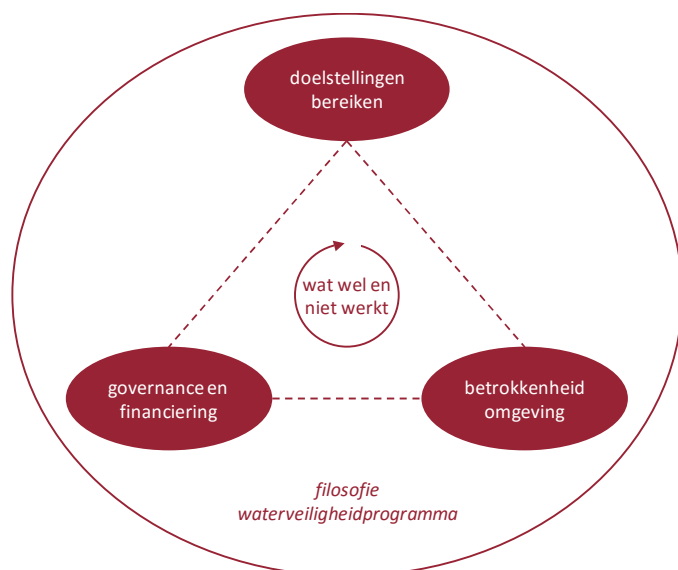 doelstellingen
bereiken
wat wel en
niet werkt
governance en
financiering
betrokkenheid
omgeving
filosofie
waterveiligheidprogramma